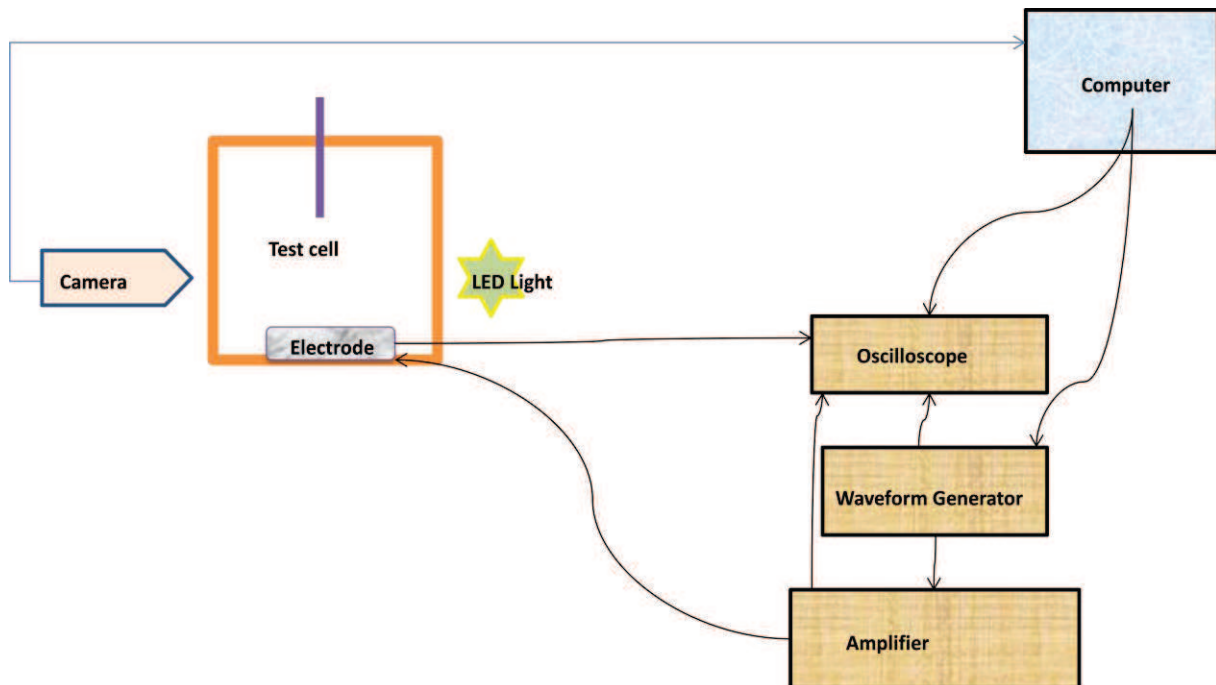 Computer
Test cell
Camera
LED Light
Electrode
Oscilloscope
Waveform Generator
Amplifier